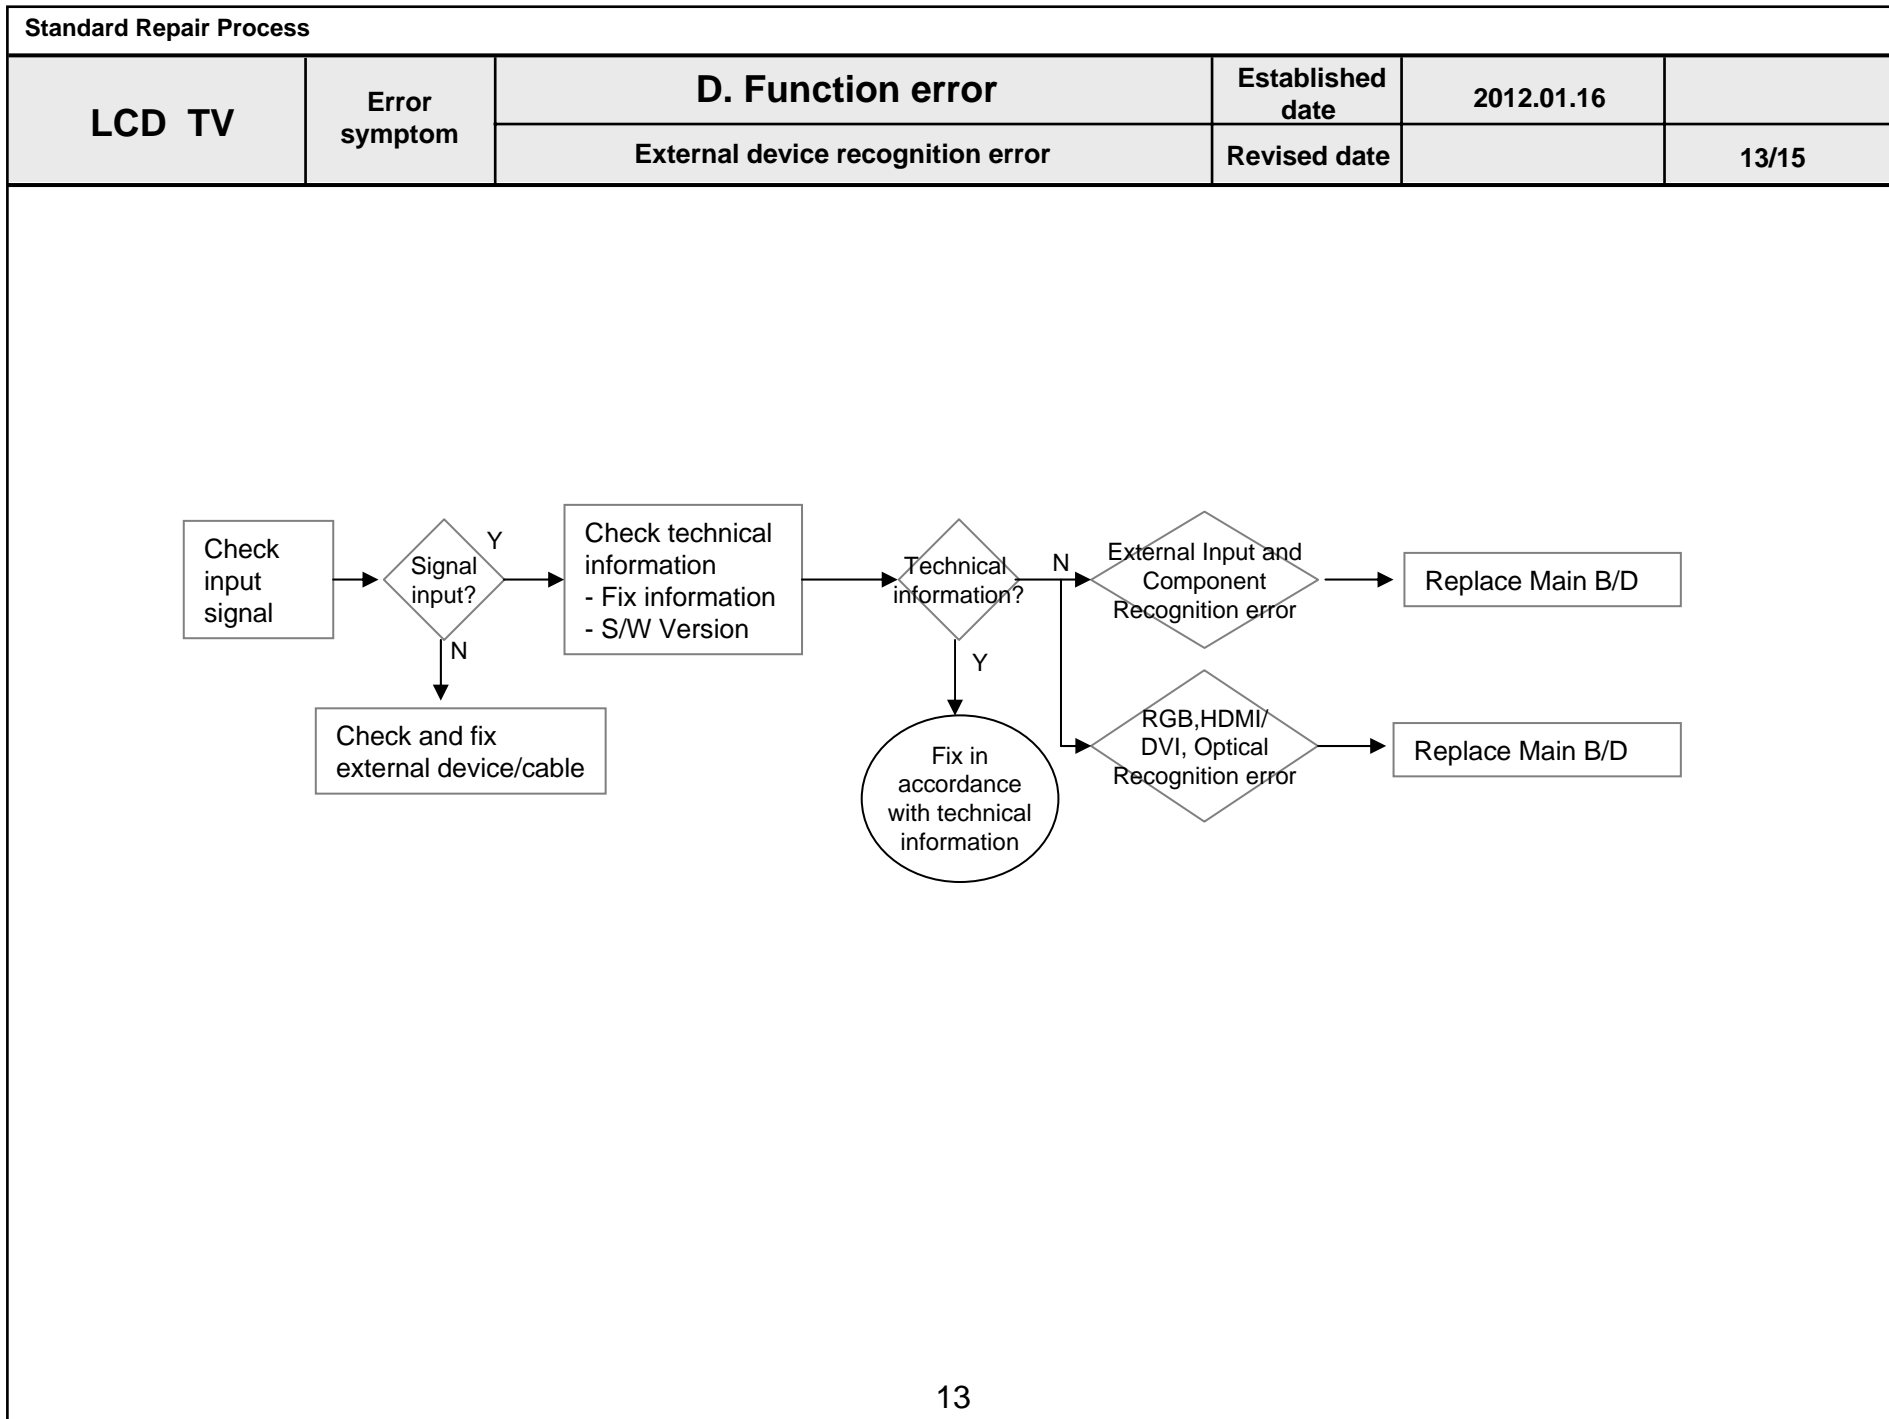 Standard Repair Process
LCD  TV
Error
symptom
D. Function error
External device recognition error
Established
date
2012.01.16
Revised date
13/15
Check
input
signal
Signal
input?
Y
N
Check and fix
external device/cable
Check technical
information
- Fix information
- S/W Version
Technical
information?
N
Y
Fix in
accordance
with technical
information
External Input and
Component
Recognition error
Replace Main B/D
RGB,HDMI/
DVI, Optical
Recognition error
Replace Main B/D
13